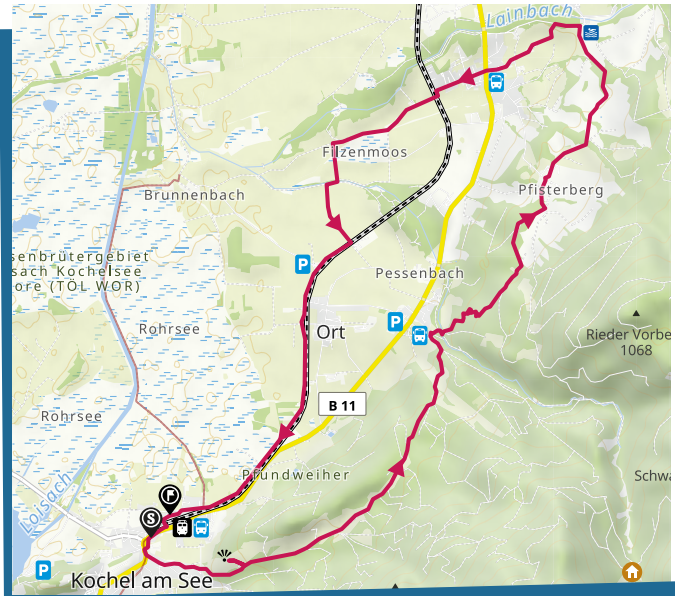 Lainbach
Filzenmoos
Brunnenbach
Pfisterberg
senbrütergebiet
sach Kochelsee
ore (TÖL WOR)
Pessenbach
P
P
Rohrsee
Ort
Rieder Vorbe
1068
B 11
Rohrsee
Pfundweiher
Schwa
Loisach
F
S
P
Kochel am See